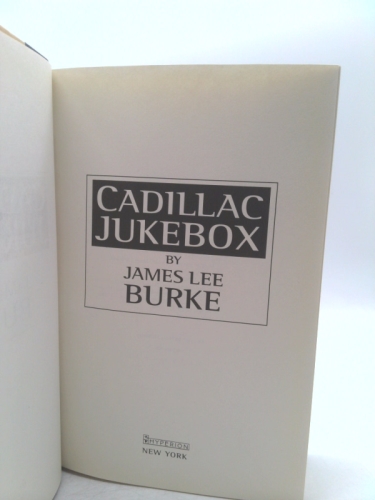 CADILLAC
JUKEBOX
BY
JAMES LEE
BURKE
HYPERION
NEW YORK